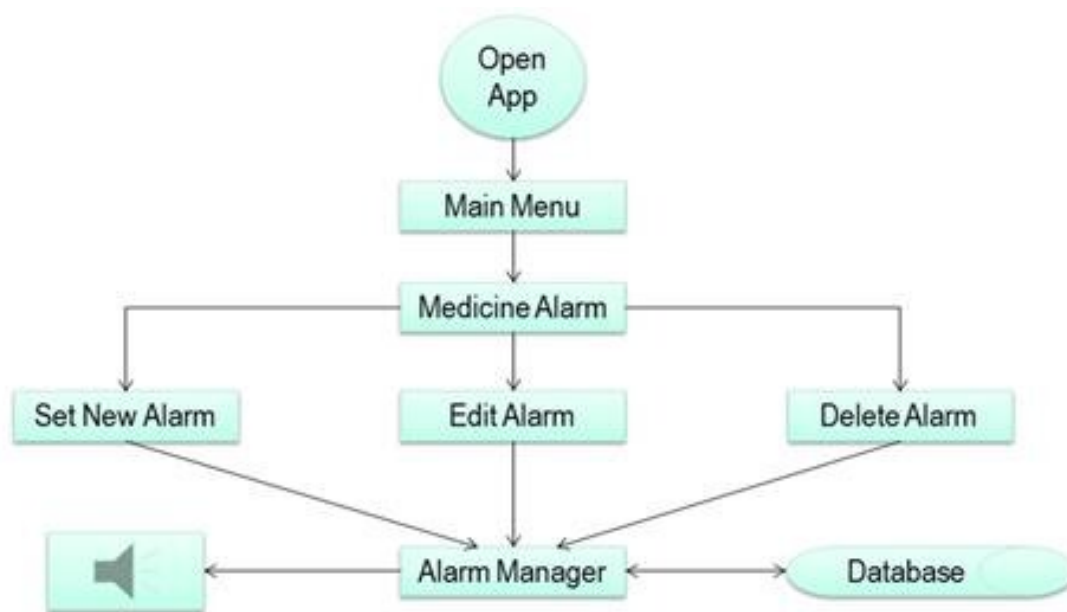 Open
App
Main Menu
Medicine Alarm
Set New Alarm
Edit Alarm
Delete Alarm
Alarm Manager
Database